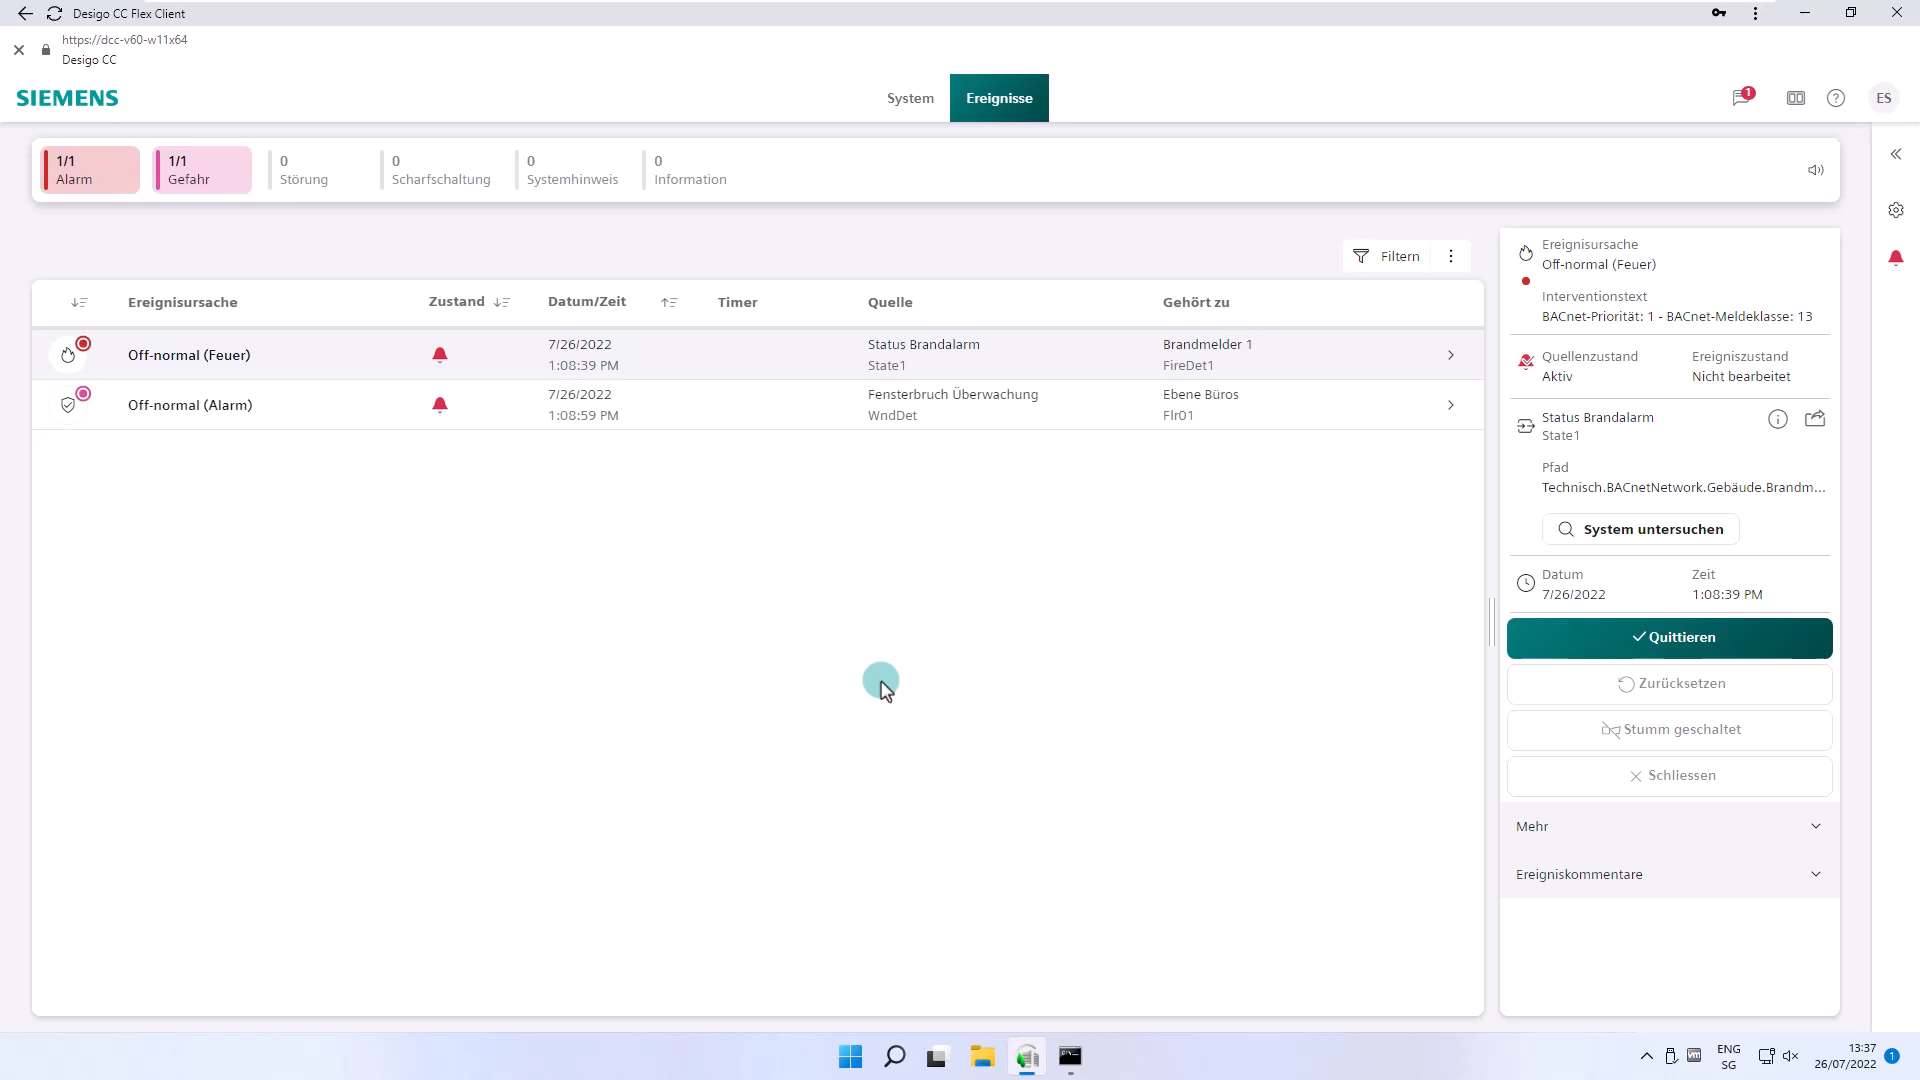 Desigo CC Flex Client
https://dcc-v60-w11x64
Desigo CC
SIEMENS
System
Ereignisse
1
ES
1/1
Alarm
1/1
Gefahr
0
Störung
0
Scharfschaltung
0
Systemhinweis
0
Information
Filtern
Ereignisursache
Zustand
Datum/Zeit
Timer
Quelle
Gehört zu
Off-normal (Feuer)
7/26/2022
1:08:39 PM
Status Brandalarm
State1
Brandmelder 1
FireDet1
Off-normal (Alarm)
7/26/2022
1:08:59 PM
Fensterbruch Überwachung
WndDet
Ebene Büros
Flr01
Ereignisursache
Off-normal (Feuer)
Interventionstext
BACnet-Priorität: 1 - BACnet-Meldeklasse: 13
Quellenzustand
Aktiv
Ereigniszustand
Nicht bearbeitet
Status Brandalarm
State1
Pfad
Technisch.BACnetNetwork.Gebäude.Brandm...
System untersuchen
Datum
7/26/2022
Zeit
1:08:39 PM
Quittieren
Zurücksetzen
Stumm geschaltet
Schliessen
Mehr
Ereigniskommentare
ENG
SG
13:37
26/07/2022
1